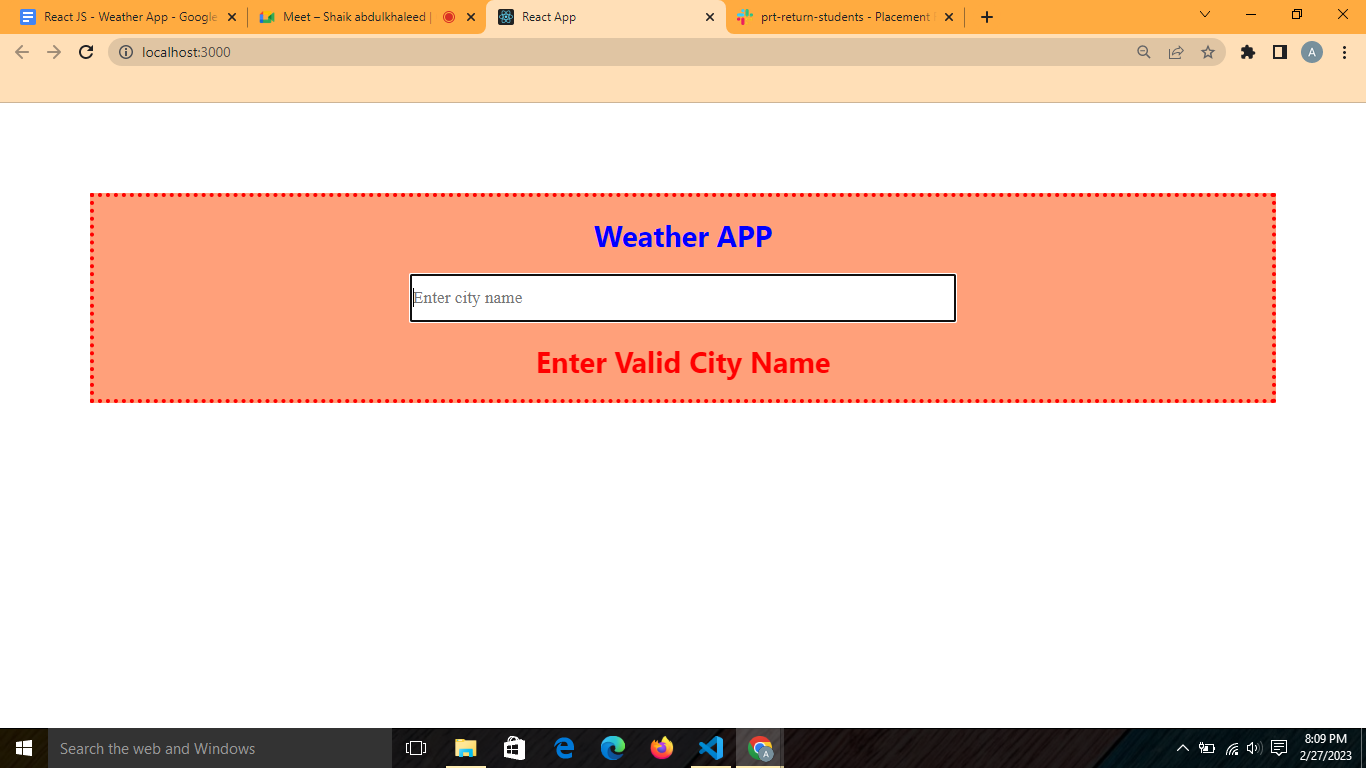 React JS - Weather App - Google
Meet – Shaik abdulkhaleed |
React App
prt-return-students - Placement
localhost:3000
A
Weather APP
Enter city name
Enter Valid City Name
Search the web and Windows
A
8:09 PM
2/27/2023